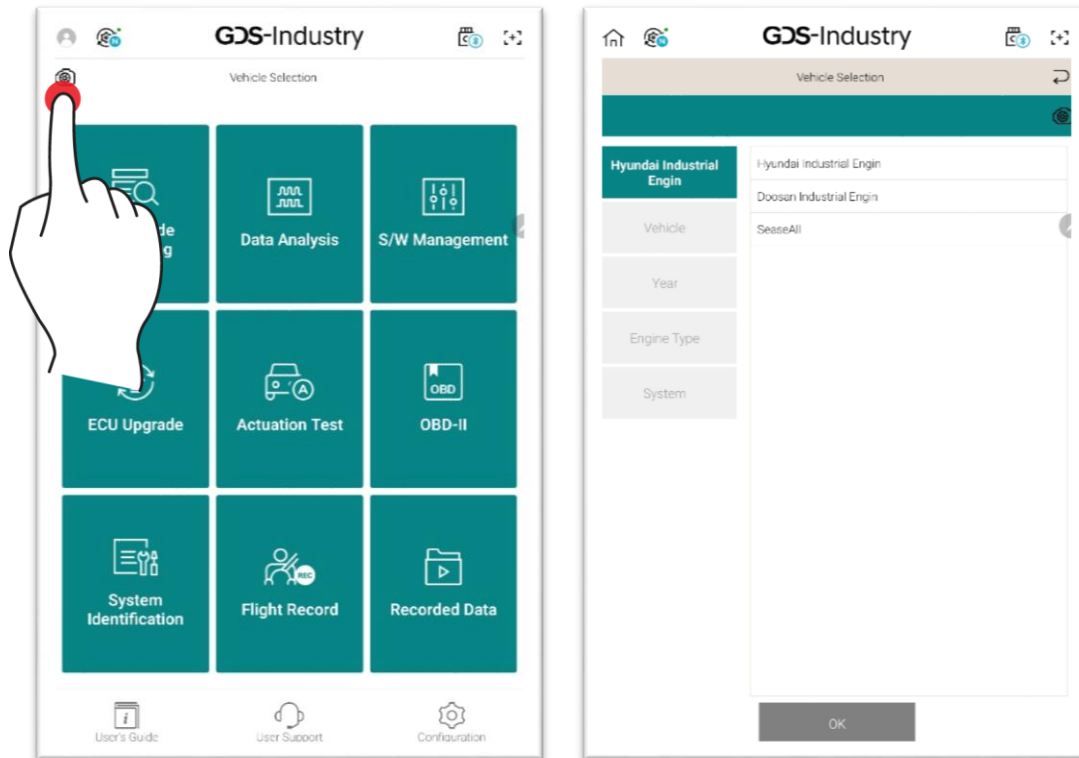 GDS-Industry
Vehicle Selection
de
g
Data Analysis
S/W Management
ECU Upgrade
A
Actuation Test
OBD
OBD-II
System
Identification
REC
Flight Record
Recorded Data
i
User's Guide
User Support
Configuration
GDS-Industry
Vehicle Selection
Hyundai Industrial
Engin
Vehicle
Year
Engine Type
System
Hyundai Industrial Engin
Doosan Industrial Engin
SeaseAll
OK